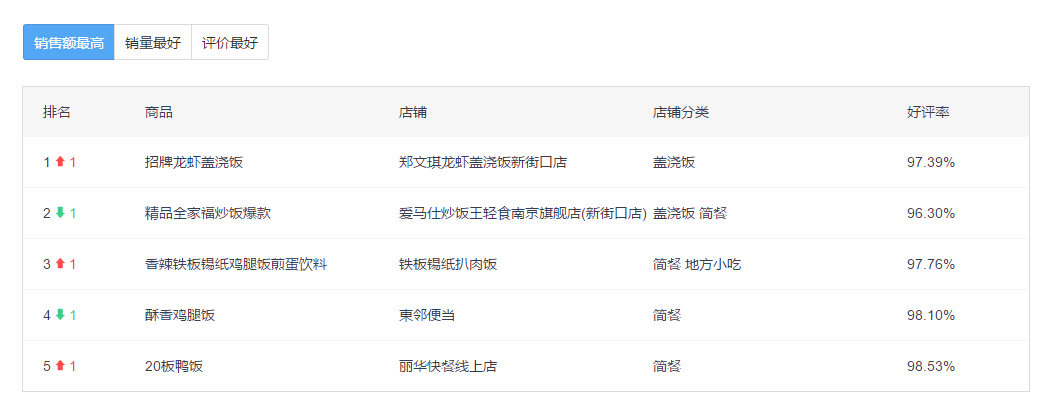 销售额最高 销量最好 评价最好
排名 商品 店铺 店铺分类 好评率
1 1 招牌龙虾盖浇饭 郑文琪龙虾盖浇饭新街口店 盖浇饭 97.39%
2 1 精品全家福炒饭爆款 爱马仕炒饭王轻食南京旗舰店(新街口店) 盖浇饭 简餐 96.30%
3 1 香辣铁板锡纸鸡腿饭煎蛋饮料 铁板锡纸扒肉饭 简餐 地方小吃 97.76%
4 1 酥香鸡腿饭 東邻便当 简餐 98.10%
5 1 20板鸭饭 丽华快餐线上店 简餐 98.53%